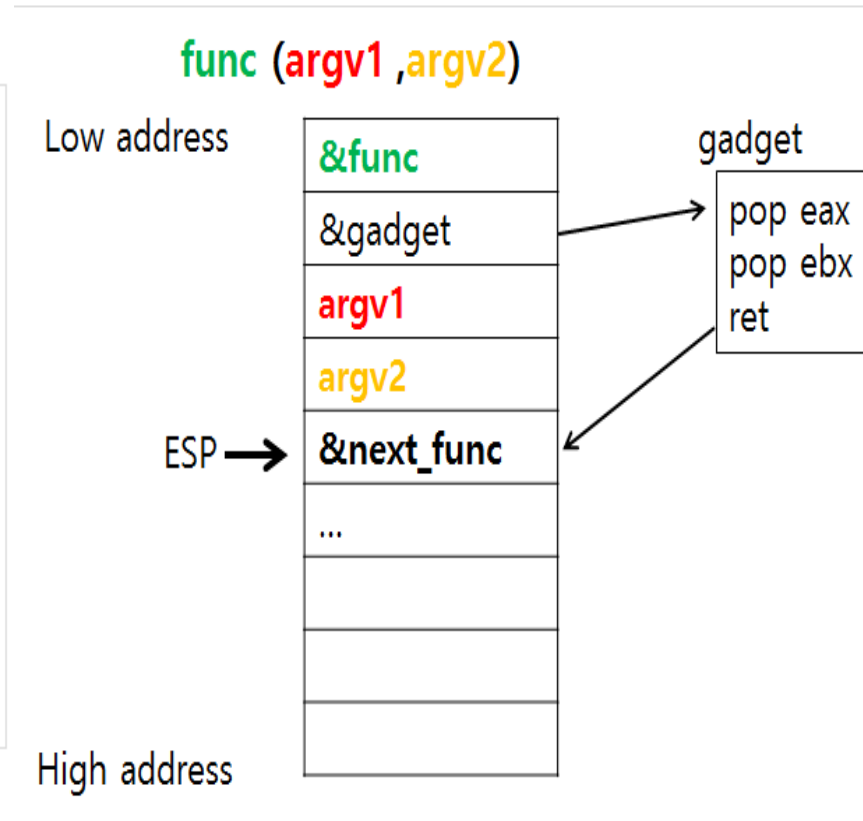 func (argv1 ,argv2)
Low address
&func
gadget
&gadget
pop eax
pop ebx
ret
argv1
argv2
ESP
&next_func
...
High address